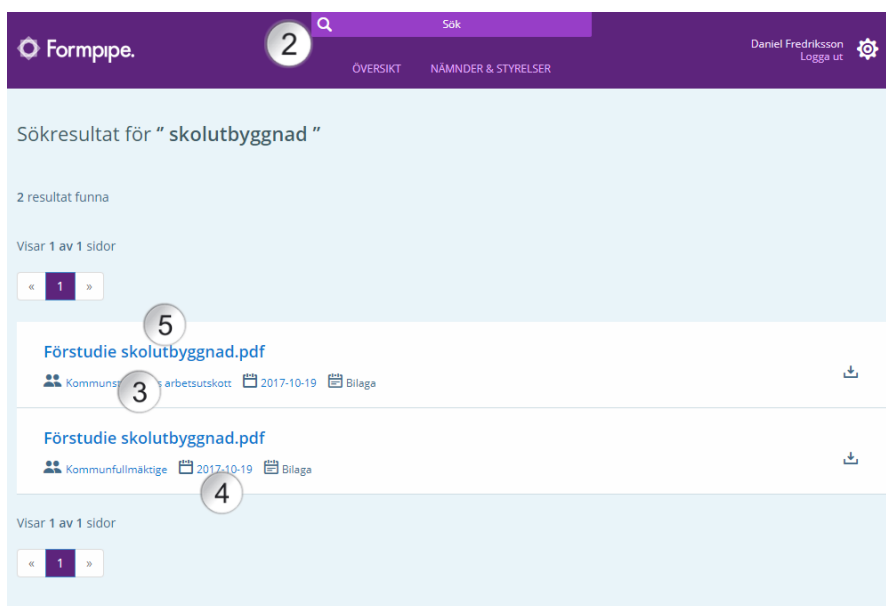 Sök
2
Formpipe.
Daniel Fredriksson
Logga ut
ÖVERSIKT NÄMNDER & STYRELSER
Sökresultat för “ skolutbyggnad ”
2 resultat funna
Visar 1 av 1 sidor
« 1 »
5
Förstudie skolutbyggnad.pdf
3
arbetsutskott 2017-10-19 Bilaga
Förstudie skolutbyggnad.pdf
Kommunfullmäktige 2017-10-19 Bilaga
4
Visar 1 av 1 sidor
« 1 »